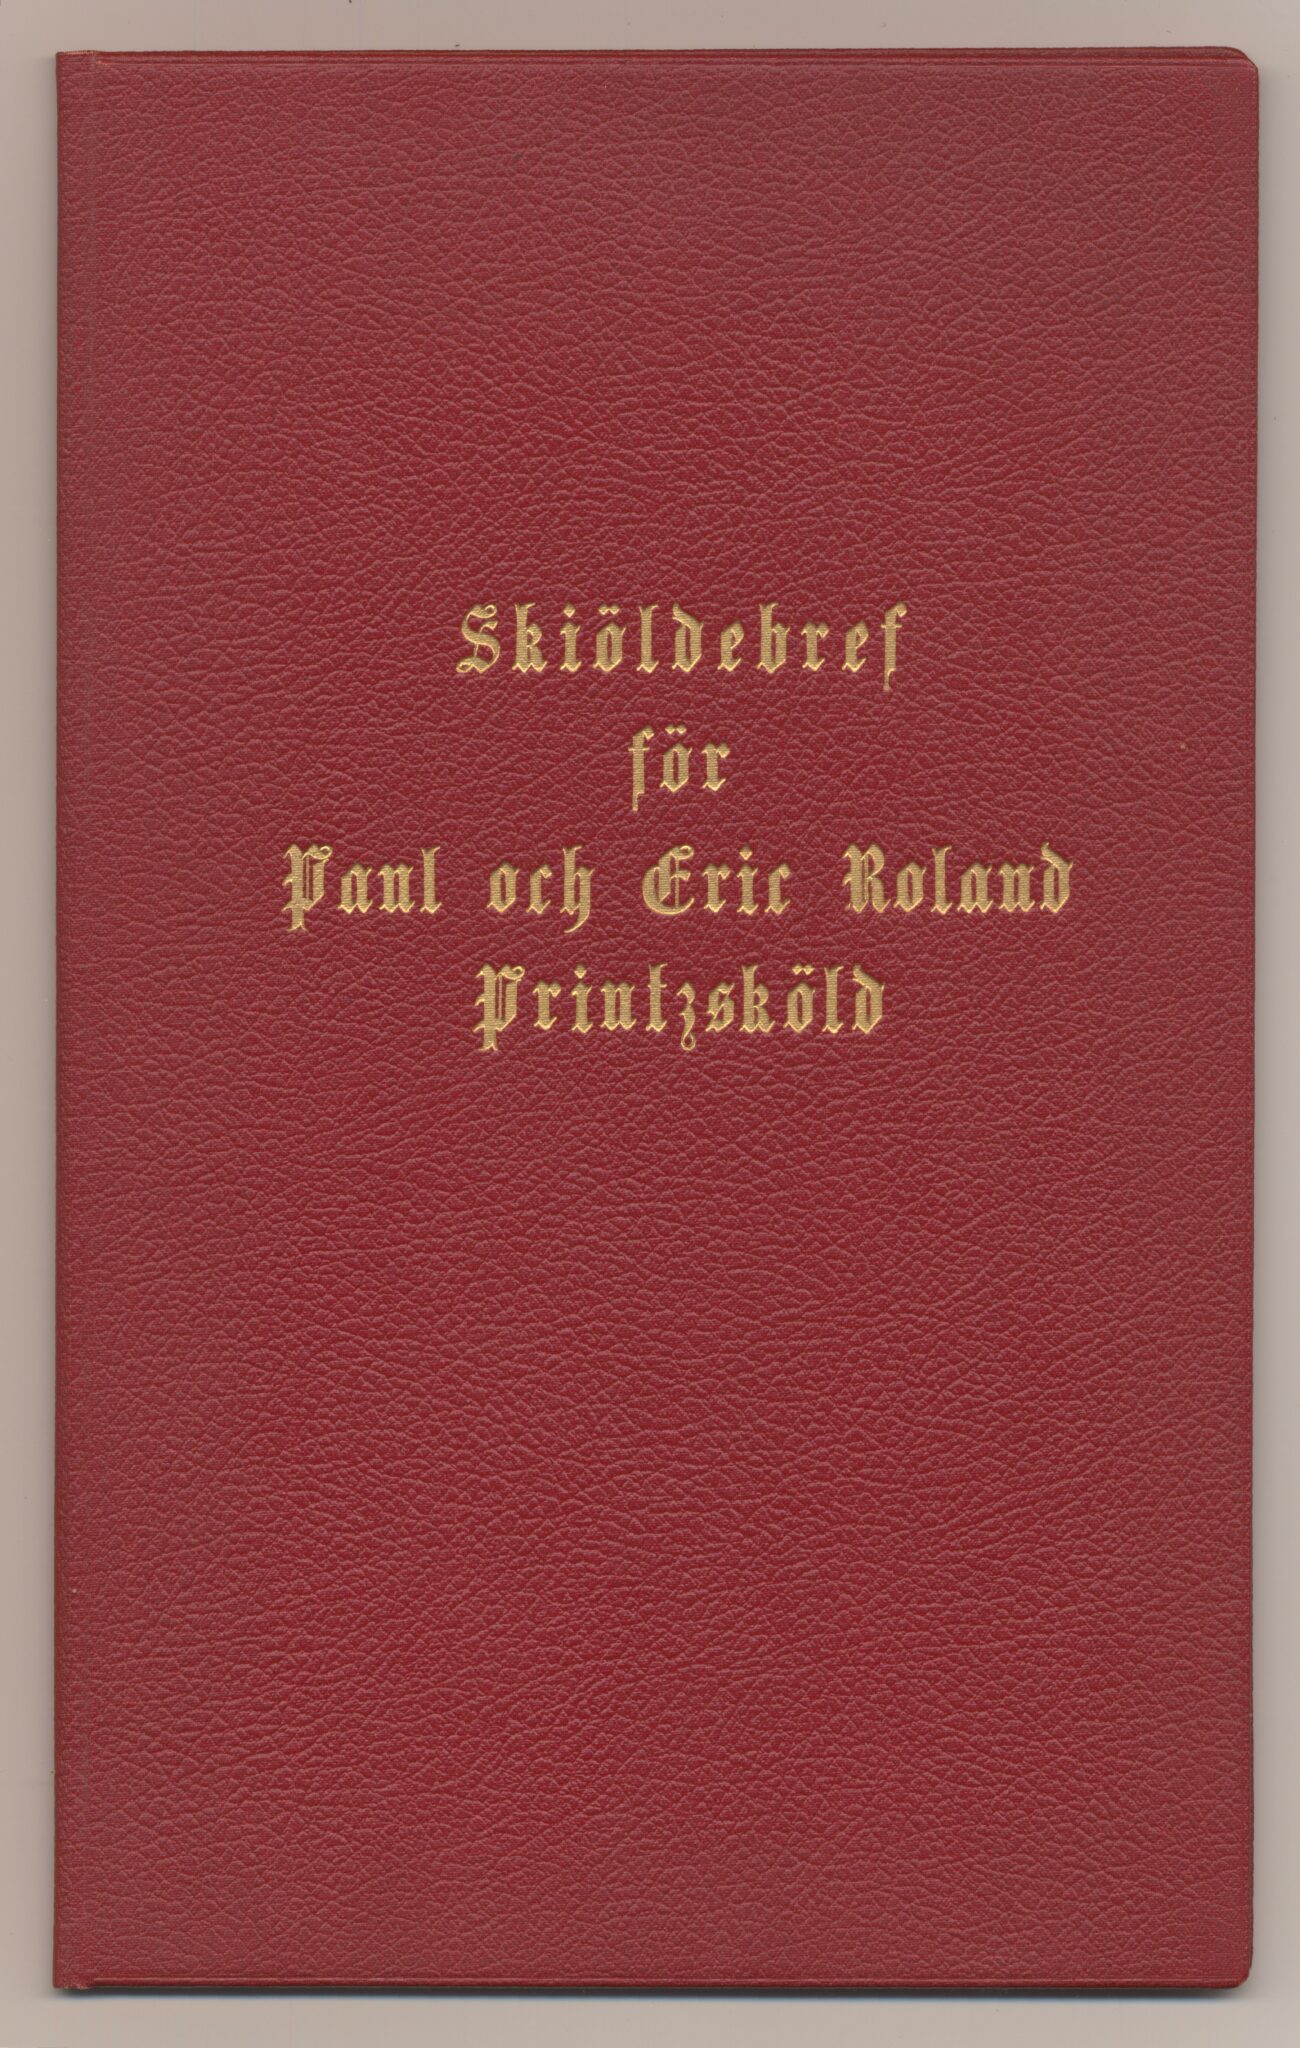 Skiöldebref
för
Paul och Eric Roland
Printzsköld